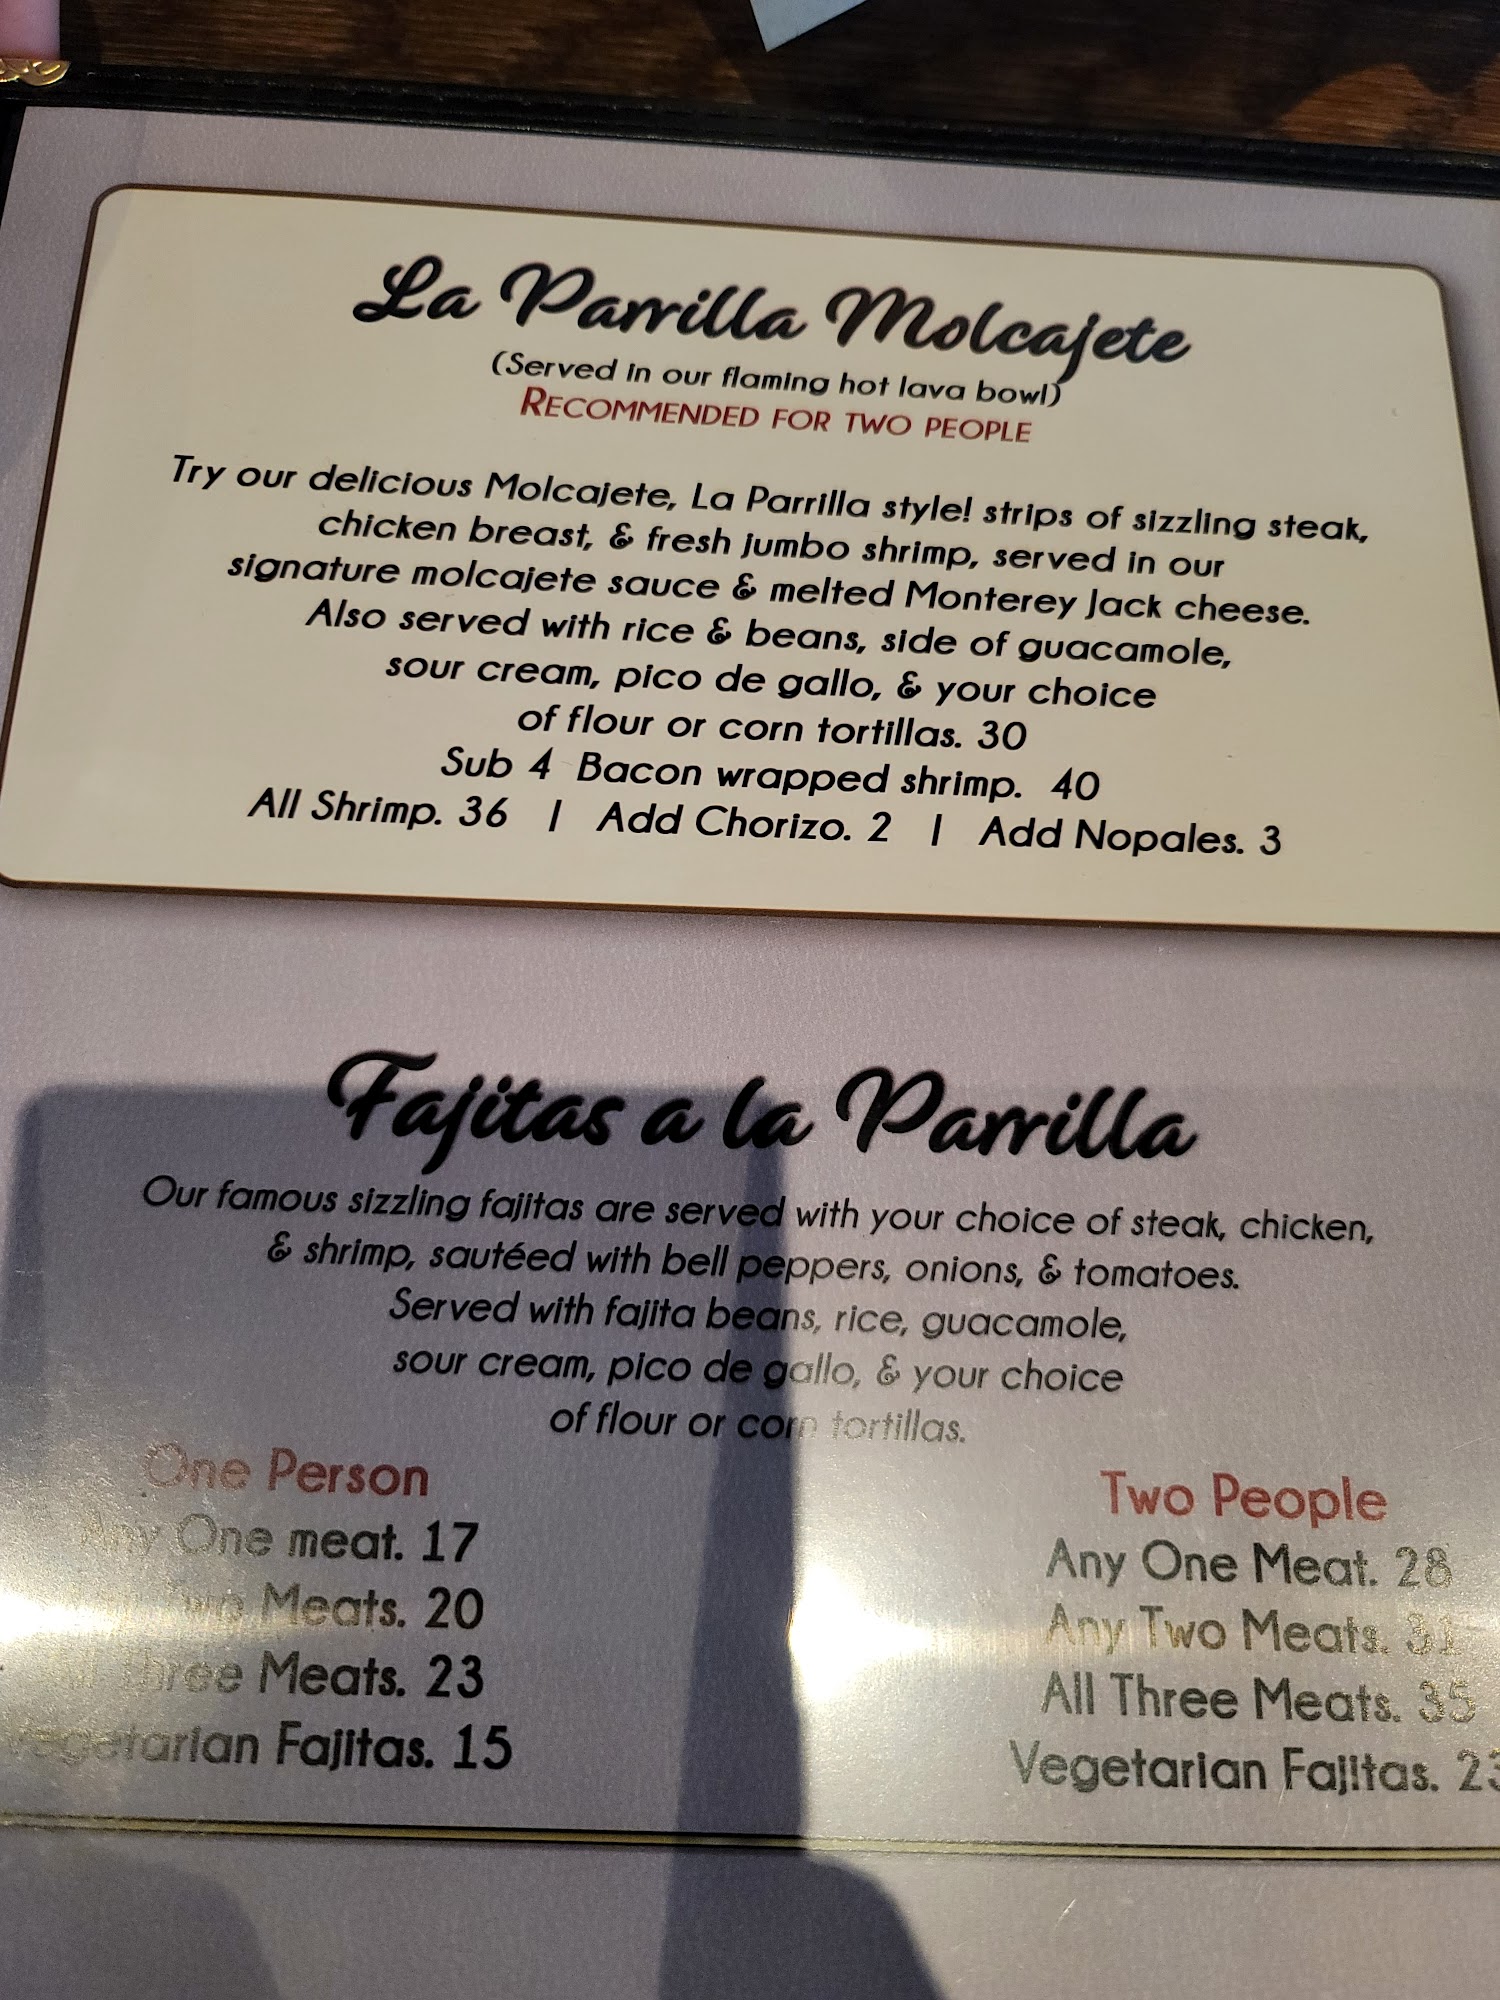 La Parrilla Molcajete
(Served in our flaming hot lava bowl)
RECOMMENDED FOR TWO PEOPLE
Try our delicious Molcajete, La Parrilla style! strips of sizzling steak,
chicken breast, & fresh jumbo shrimp, served in our
signature molcajete sauce & melted Monterey Jack cheese.
Also served with rice & beans, side of guacamole,
sour cream, pico de gallo, & your choice
of flour or corn tortillas. 30
Sub 4 Bacon wrapped shrimp. 40
All Shrimp. 36 | Add Chorizo. 2 | Add Nopales. 3
Fajitas a la Parrilla
Our famous sizzling fajitas are served with your choice of steak, chicken,
& shrimp, sautéed with bell peppers, onions, & tomatoes.
Served with fajita beans, rice, guacamole,
sour cream, pico de gallo, & your choice
of flour or corn tortillas.
One Person
Any One meat. 17
Two Meats. 20
All Three Meats. 23
Vegetarian Fajitas. 15
Two People
Any One Meat. 28
Any Two Meats. 31
All Three Meats. 35
Vegetarian Fajitas. 23